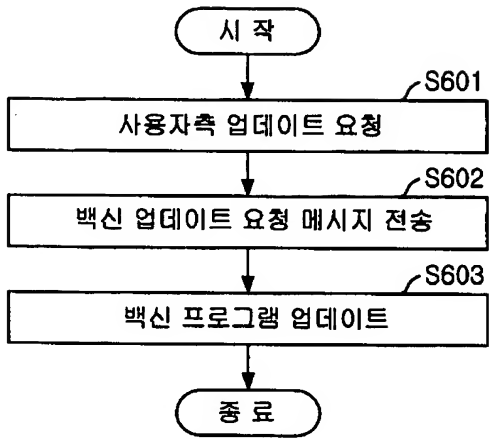 시 작
S601
사용자측 업데이트 요청
S602
백신 업데이트 요청 메시지 전송
S603
백신 프로그램 업데이트
종 료